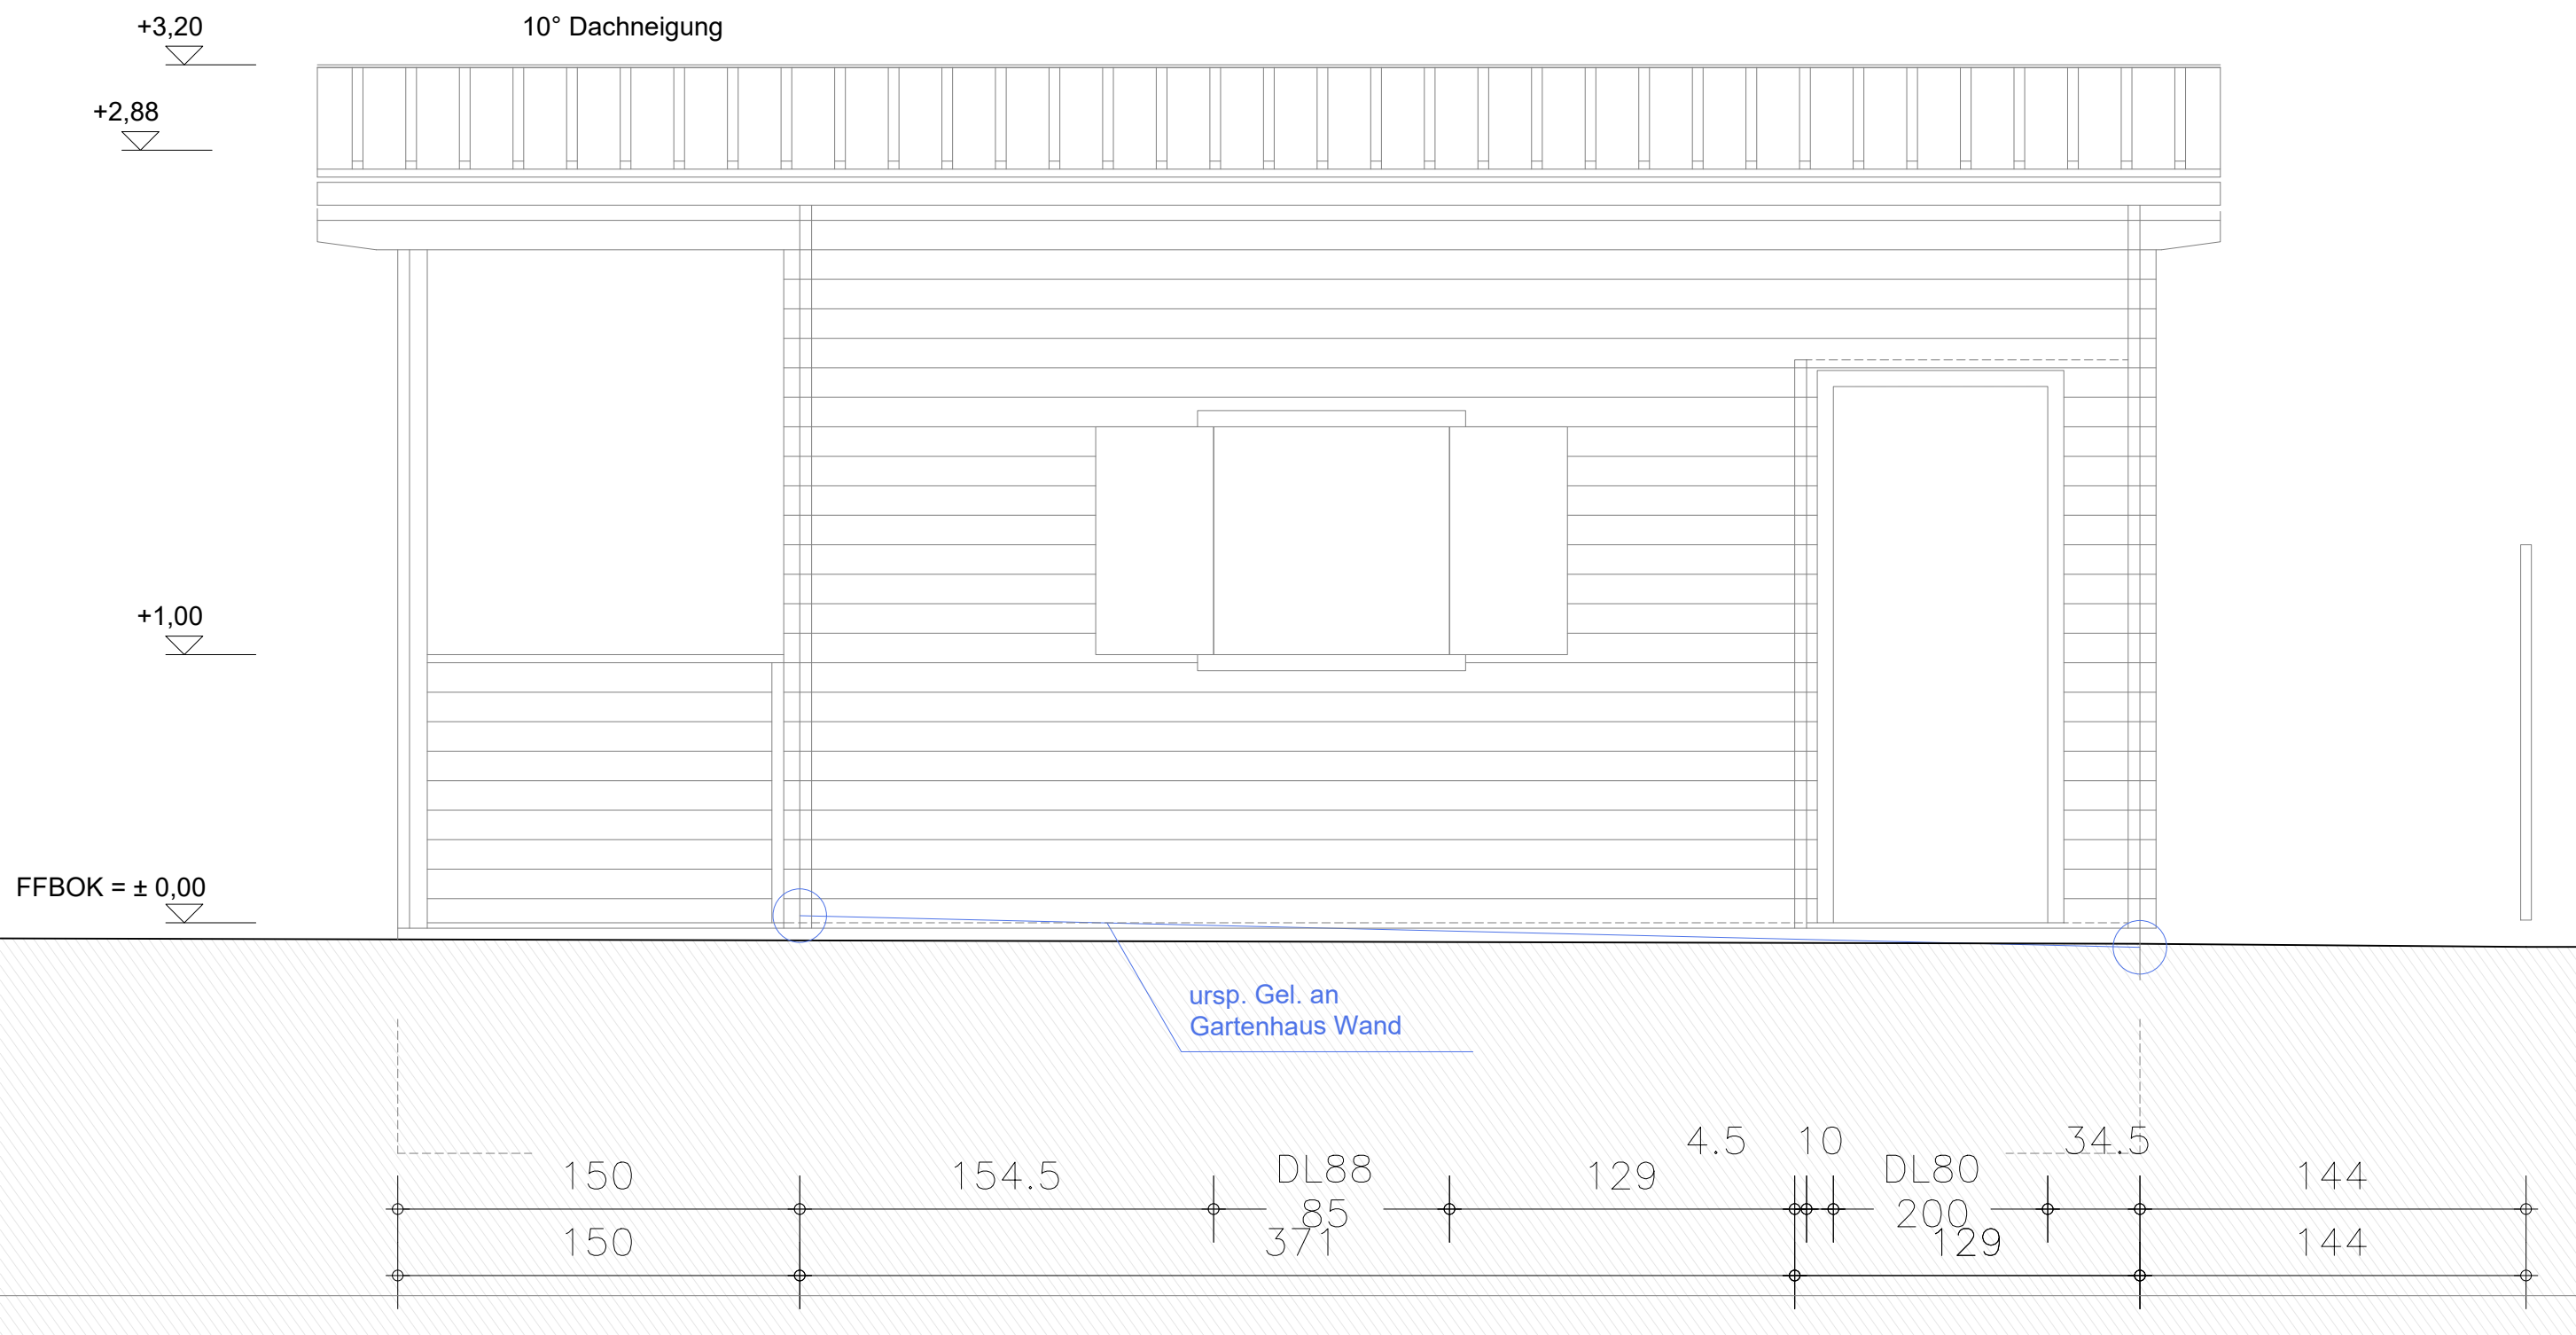 +3,20
10° Dachneigung
+2,88
+1,00
FFBOK = ± 0,00
ursp. Gel. an
Gartenhaus Wand
4.5 10 34.5
150 154.5 DL88 129 DL80 144
85 200
150 371 129 144